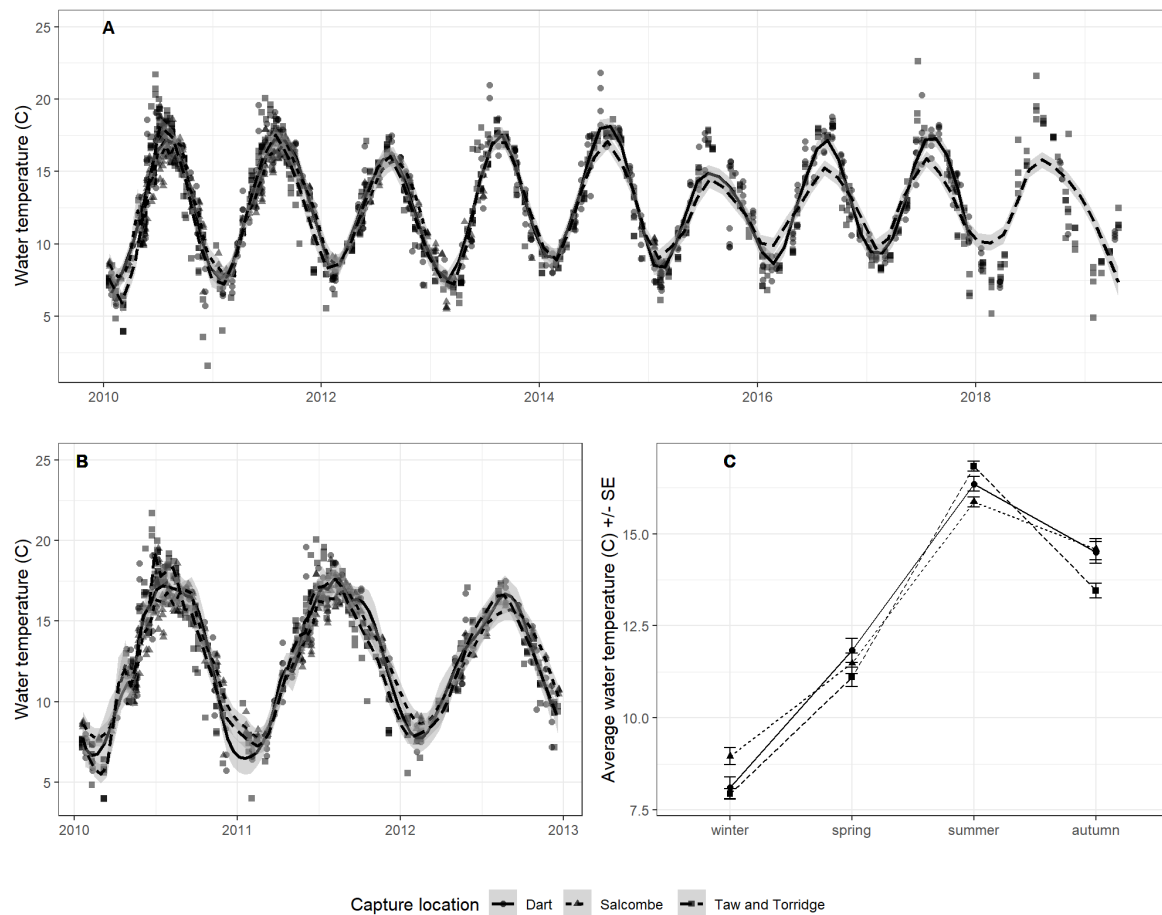 A
Water temperature (C)
25
20
15
10
5
2010 2012 2014 2016 2018
B
Water temperature (C)
25
20
15
10
5
2010 2011 2012 2013
C
Average water temperature (C) +/- SE
15.0
12.5
10.0
7.5
winter spring summer autumn
Capture location Dart Salcombe Taw and Torridge